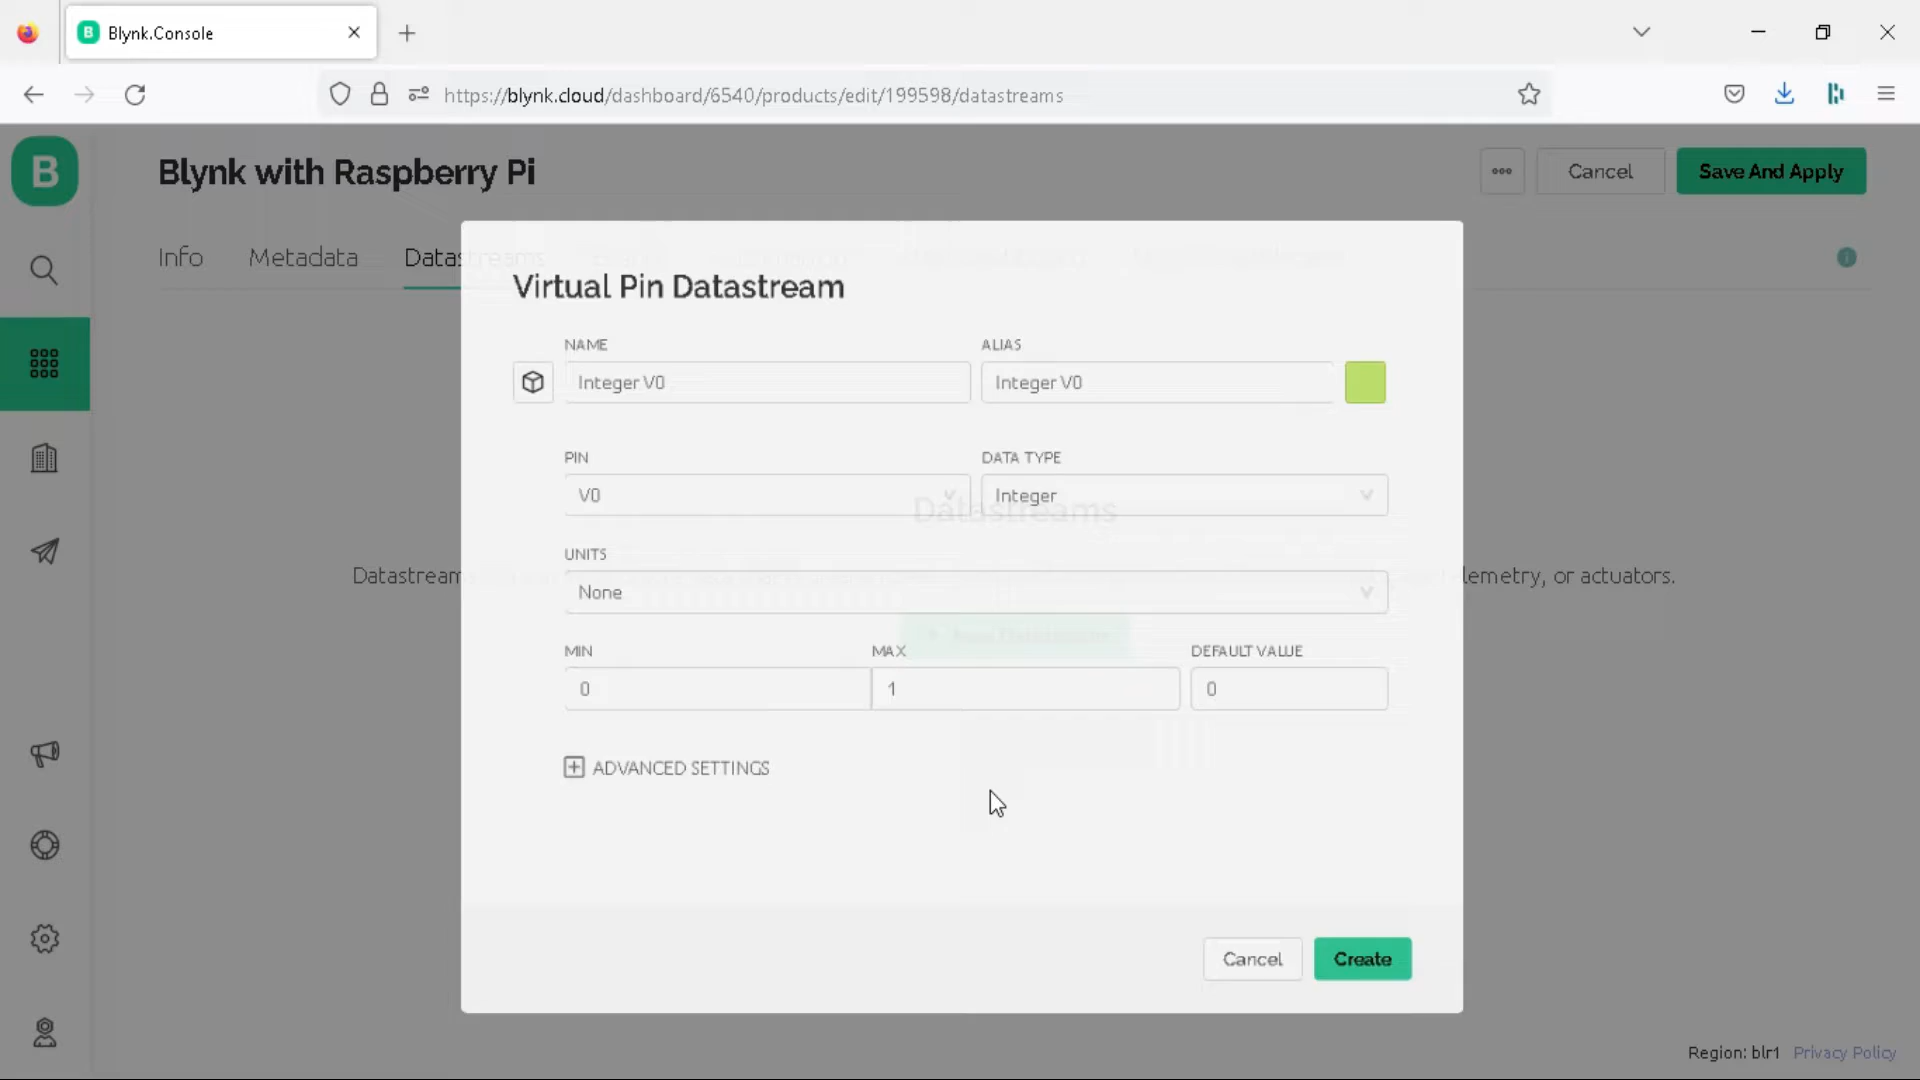 Blynk.Console
https://blynk.cloud/dashboard/6540/products/edit/199598/datastreams
B
Blynk with Raspberry Pi
Cancel
Save And Apply
Info
Metadata
Datastreams
Virtual Pin Datastream
NAME
ALIAS
Integer V0
Integer V0
PIN
DATA TYPE
V0
Integer
Datastreams
UNITS
Datastreams
or actuators.
None
MIN
MAX
DEFAULT VALUE
0
1
0
ADVANCED SETTINGS
Cancel
Create
Region: blr1
Privacy Policy